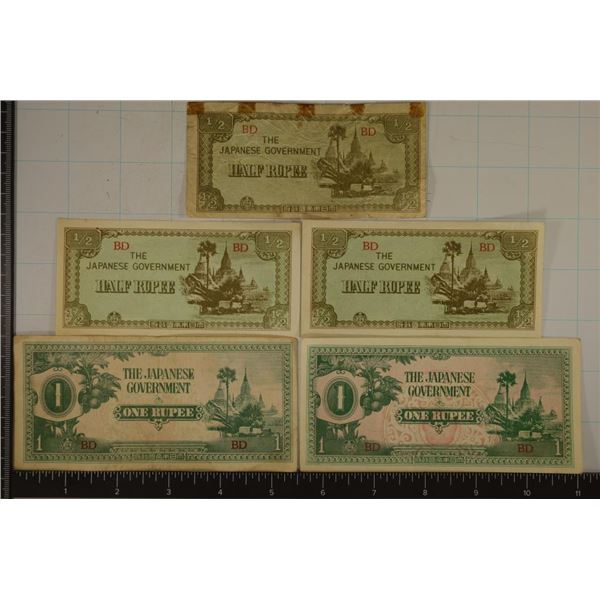 1/2 1/2
BD BD
THE
JAPANESE GOVERNMENT
HALF RUPEE
1/2 1/2
1/2 1/2
BD BD
THE
JAPANESE GOVERNMENT
HALF RUPEE
1/2 1/2
1/2 1/2
BD BD
THE
JAPANESE GOVERNMENT
HALF RUPEE
1/2 1/2
1
THE JAPANESE
GOVERNMENT
ONE RUPEE
1 BD BD 1
1
THE JAPANESE
GOVERNMENT
ONE RUPEE
1 BD BD 1
1 2 3 4 5 6 7 8 9 10 11